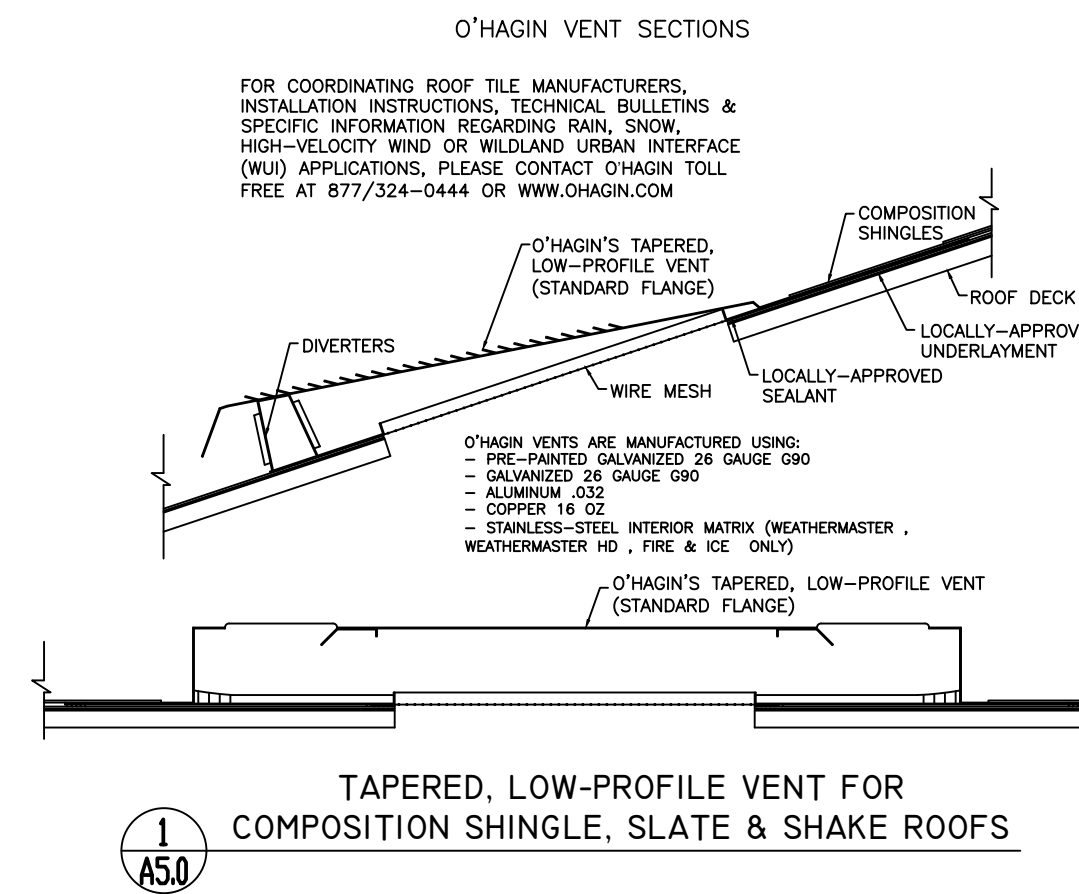 O'HAGIN VENT SECTIONS
FOR COORDINATING ROOF TILE MANUFACTURERS,
INSTALLATION INSTRUCTIONS, TECHNICAL BULLETINS &
SPECIFIC INFORMATION REGARDING RAIN, SNOW,
HIGH-VELOCITY WIND OR WILDLAND URBAN INTERFACE
(WUI) APPLICATIONS, PLEASE CONTACT O'HAGIN TOLL
FREE AT 877/324-0444 OR WWW.OHAGIN.COM
COMPOSITION
SHINGLES
O'HAGIN'S TAPERED,
LOW-PROFILE VENT
(STANDARD FLANGE)
ROOF DECK
LOCALLY-APPROV
UNDERLAYMENT
DIVERTERS
LOCALLY-APPROVED
SEALANT
WIRE MESH
O'HAGIN VENTS ARE MANUFACTURED USING:
- PRE-PAINTED GALVANIZED 26 GAUGE G90
- GALVANIZED 26 GAUGE G90
- ALUMINUM .032
- COPPER 16 OZ
- STAINLESS-STEEL INTERIOR MATRIX (WEATHERMASTER ,
WEATHERMASTER HD , FIRE & ICE ONLY)
O'HAGIN'S TAPERED, LOW-PROFILE VENT
(STANDARD FLANGE)
TAPERED, LOW-PROFILE VENT FOR
COMPOSITION SHINGLE, SLATE & SHAKE ROOFS
1
A5.0